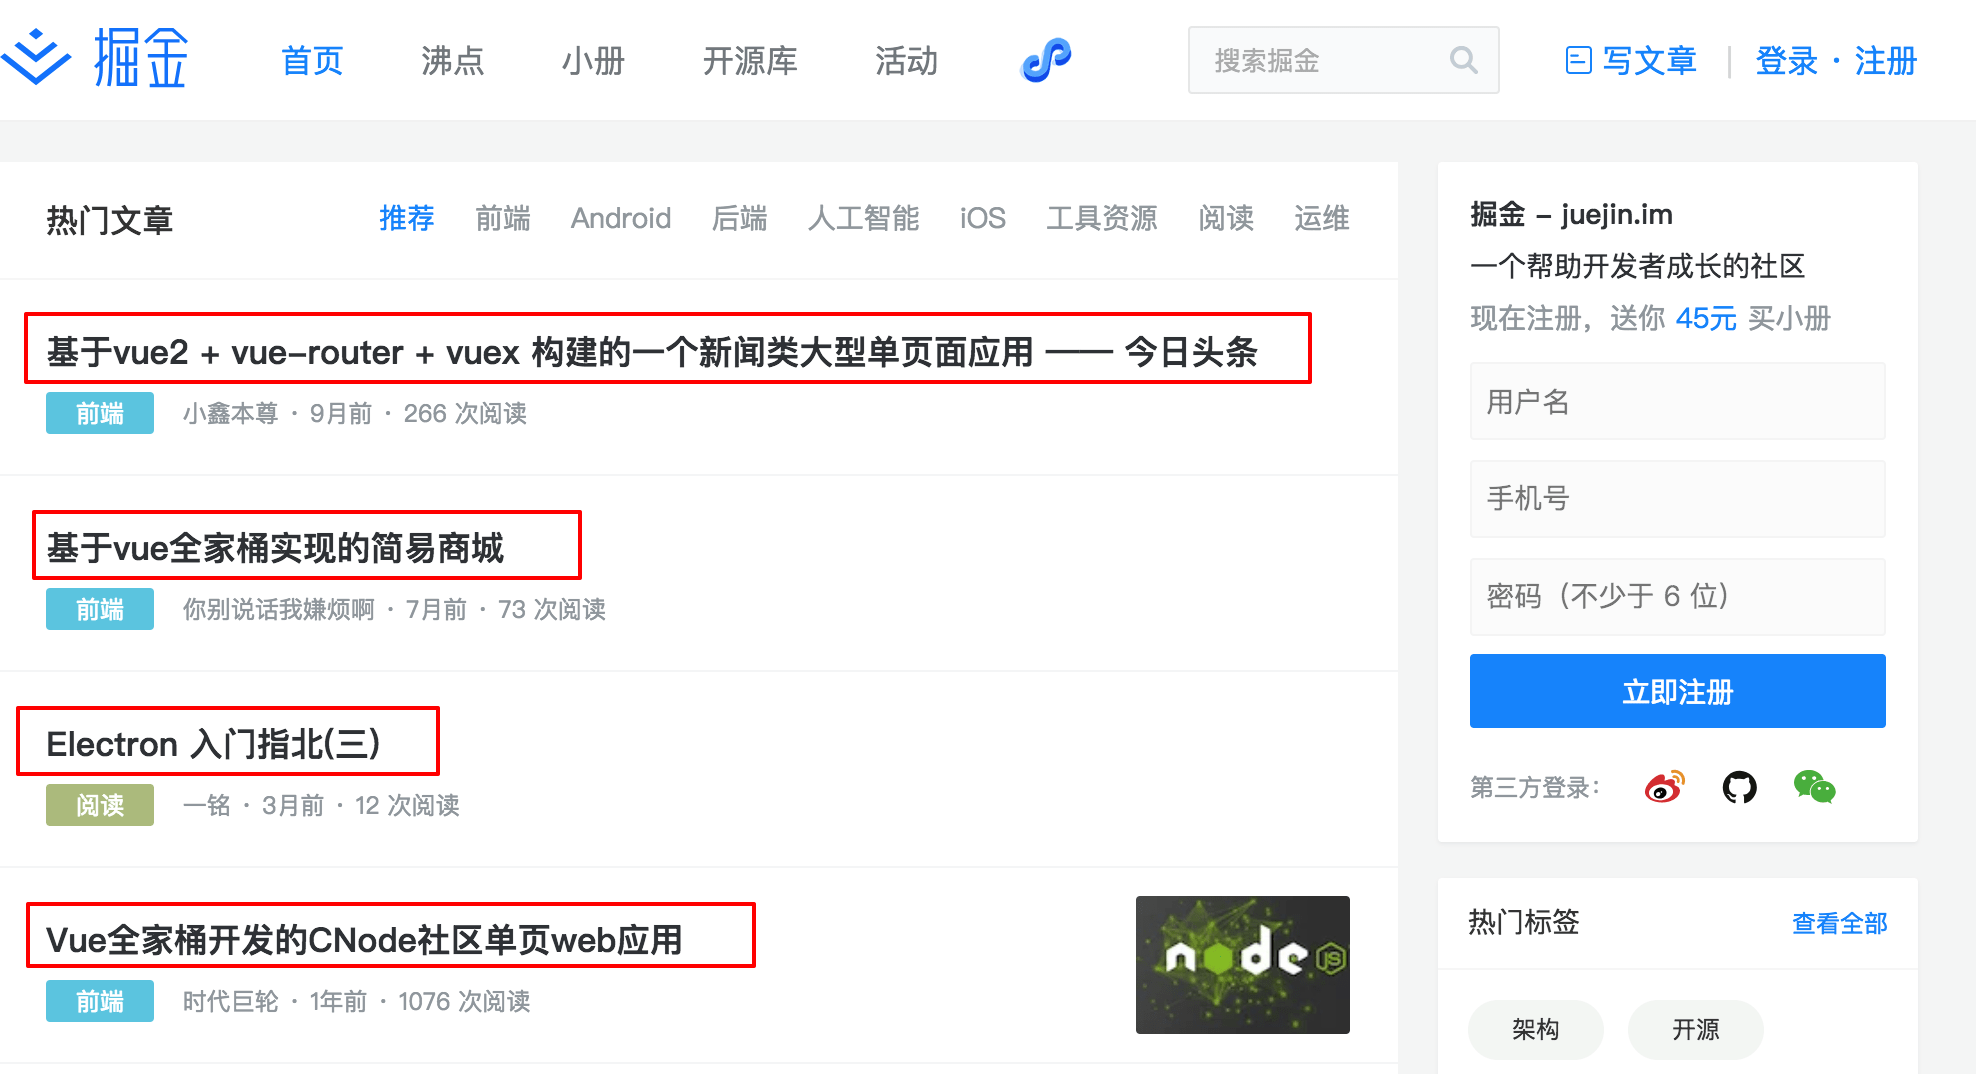 掘金 首页 沸点 小册 开源库 活动 搜索掘金 写文章 登录 · 注册
热门文章 推荐 前端 Android 后端 人工智能 iOS 工具资源 阅读 运维
基于vue2 + vue-router + vuex 构建的一个新闻类大型单页面应用 —— 今日头条
前端 小鑫本尊 · 9月前 · 266 次阅读
基于vue全家桶实现的简易商城
前端 你别说话我嫌烦啊 · 7月前 · 73 次阅读
Electron 入门指北(三)
阅读 一铭 · 3月前 · 12 次阅读
Vue全家桶开发的CNode社区单页web应用
前端 时代巨轮 · 1年前 · 1076 次阅读
node JS
掘金 – juejin.im
一个帮助开发者成长的社区
现在注册，送你 45元 买小册
用户名
手机号
密码（不少于 6 位）
立即注册
第三方登录：
热门标签 查看全部
架构 开源